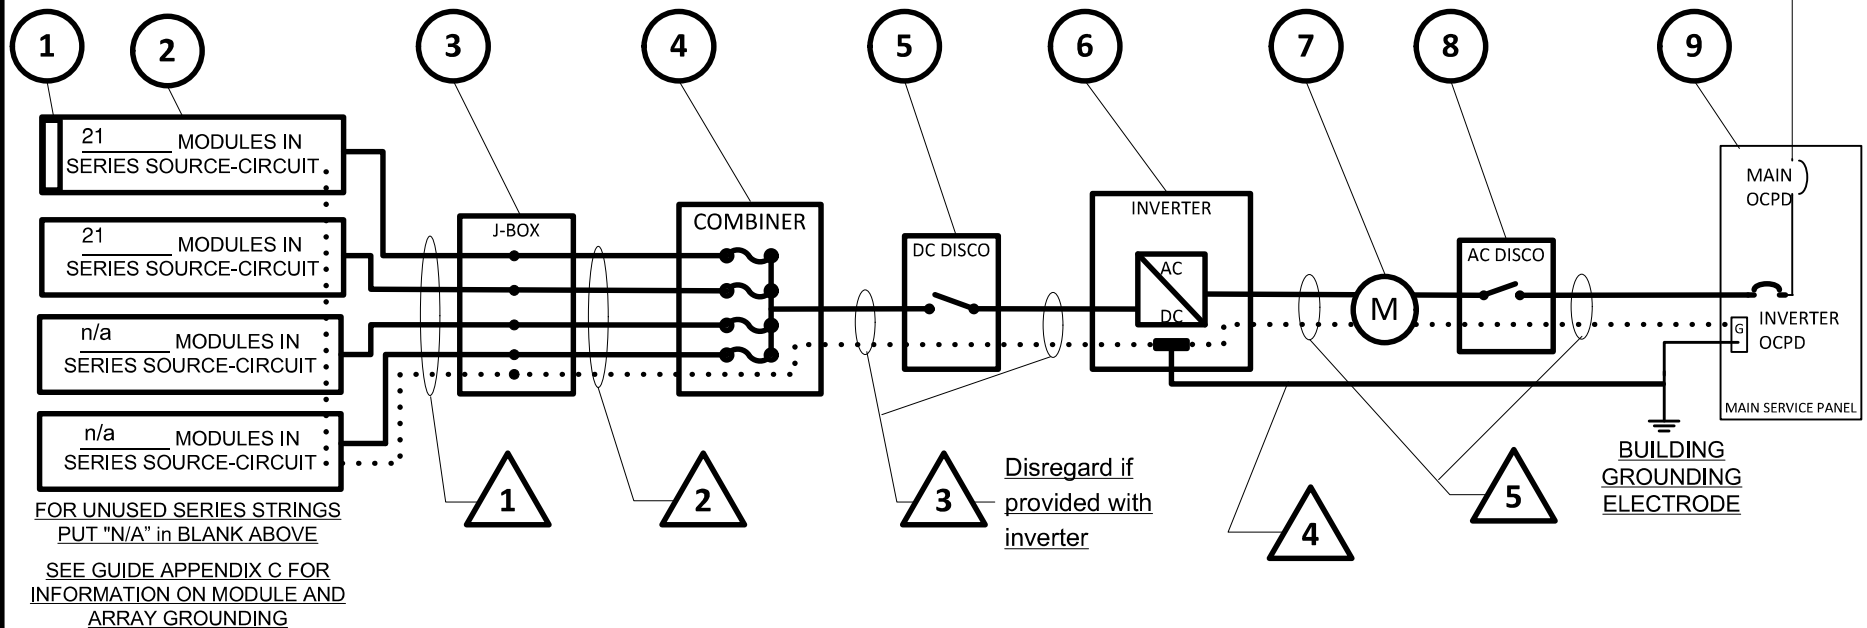 1 2 3 4 5 6 7 8 9
21 MODULES IN
SERIES SOURCE-CIRCUIT
21 MODULES IN
SERIES SOURCE-CIRCUIT
n/a MODULES IN
SERIES SOURCE-CIRCUIT
n/a MODULES IN
SERIES SOURCE-CIRCUIT
FOR UNUSED SERIES STRINGS
PUT "N/A” in BLANK ABOVE
SEE GUIDE APPENDIX C FOR
INFORMATION ON MODULE AND
ARRAY GROUNDING
J-BOX
COMBINER
DC DISCO
INVERTER
AC
DC
M
AC DISCO
MAIN
OCPD
INVERTER
OCPD
G
MAIN SERVICE PANEL
BUILDING
GROUNDING
ELECTRODE
1
2
3
Disregard if
provided with
inverter
4
5